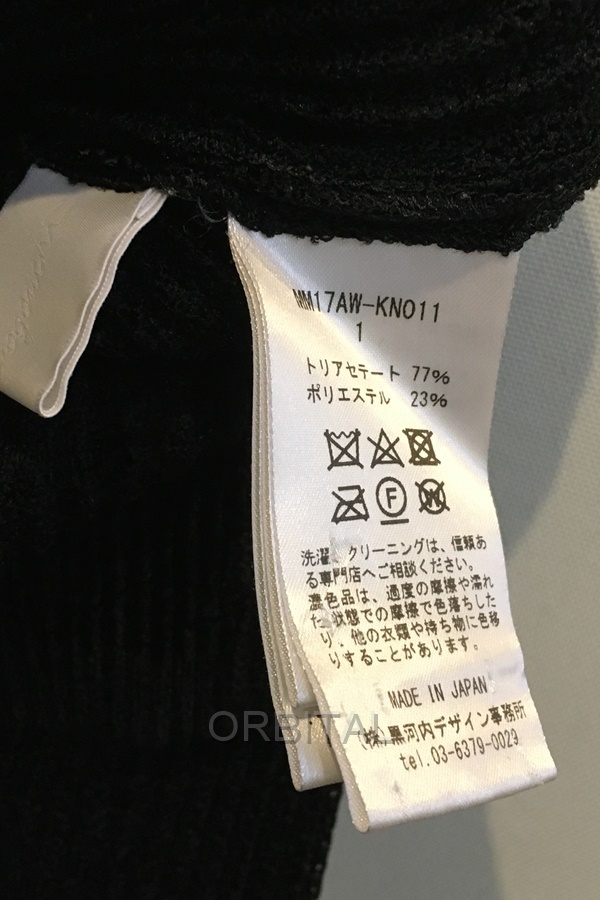 MM17AW-KN011
1
トリアセテート 77%
ポリエステル 23%
F
W
洗濯、クリーニングは、信頼あ
る専門店へご相談ください。
濃色品は、過度の摩擦や濡れ
た状態での摩擦で色落ちした
り、他の衣類や持ち物に色移
りすることがあります。
MADE IN JAPAN
(株)黒河内デザイン事務所
tel.03-6379-0029
ORBITAL